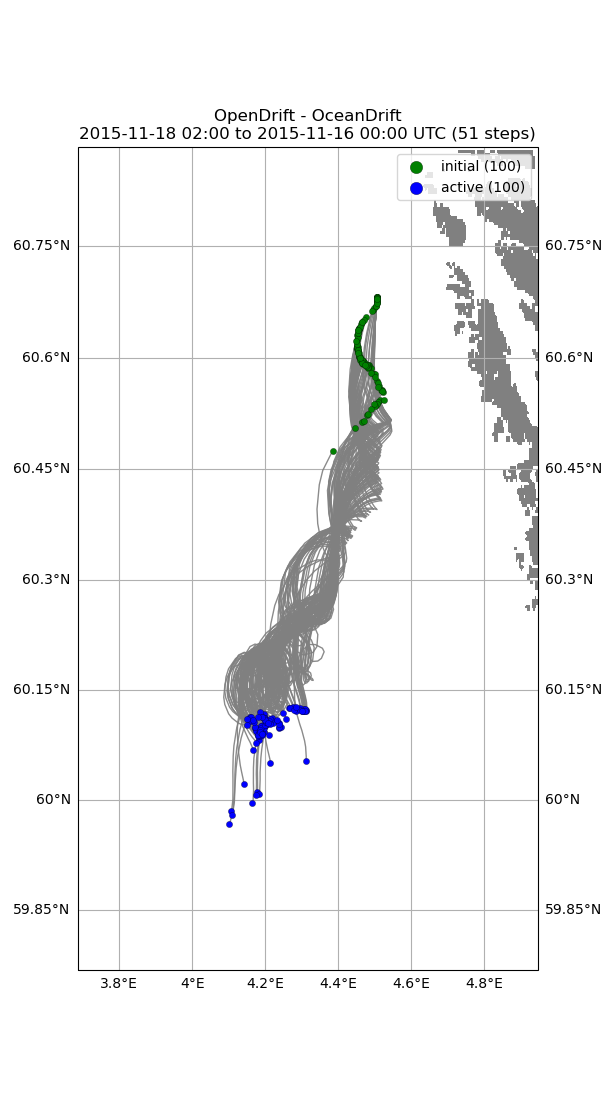 OpenDrift - OceanDrift
2015-11-18 02:00 to 2015-11-16 00:00 UTC (51 steps)
initial (100)
active (100)
60.75°N 60.75°N
60.6°N 60.6°N
60.45°N 60.45°N
60.3°N 60.3°N
60.15°N 60.15°N
60°N 60°N
59.85°N 59.85°N
3.8°E 4°E 4.2°E 4.4°E 4.6°E 4.8°E